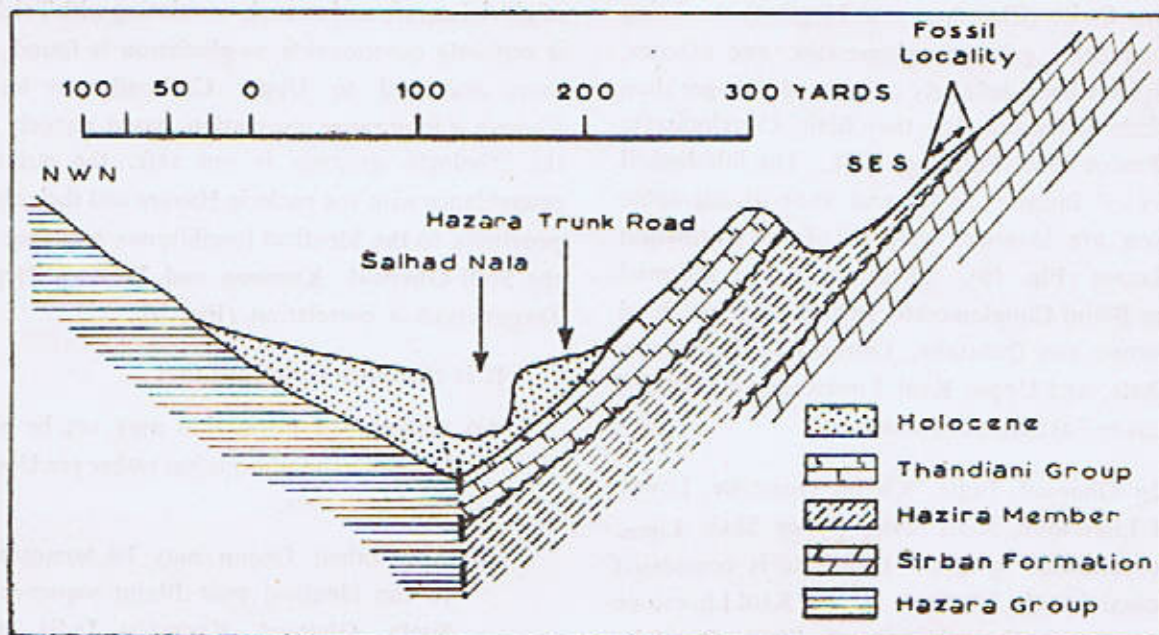 Fossil
Locality
100 50 0 100 200 300 YARDS
NWN
SES
Hazara Trunk Road
Salhad Nala
Holocene
Thandiani Group
Hazira Member
Sirban Formation
Hazara Group